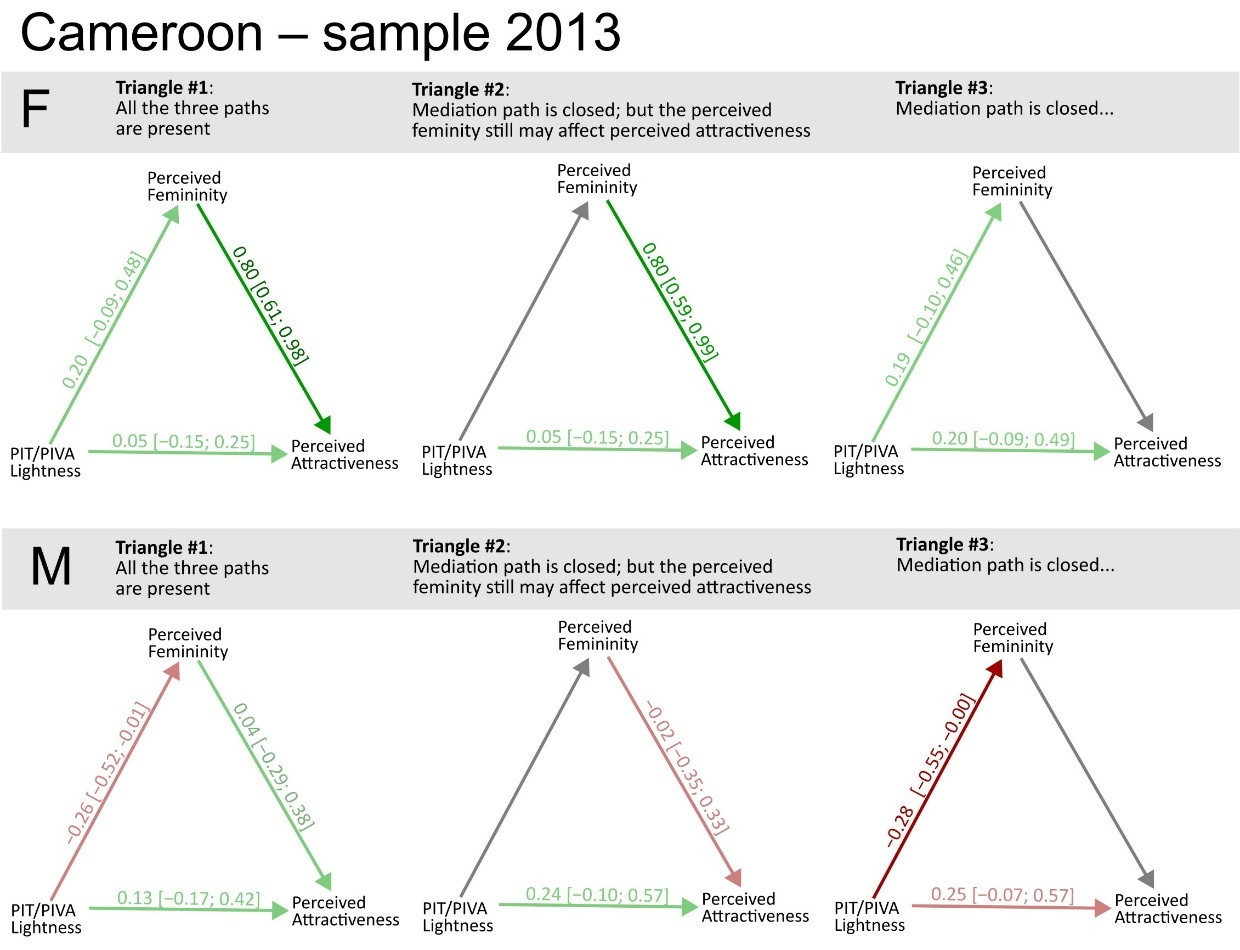 Cameroon – sample 2013
F
Triangle #1:
All the three paths
are present
Triangle #2:
Mediation path is closed; but the perceived
feminity still may affect perceived attractiveness
Triangle #3:
Mediation path is closed...
Perceived
Femininity
0.20 [−0.09; 0.48]
0.80 [0.61; 0.98]
0.05 [−0.15; 0.25]
PIT/PIVA
Lightness
Perceived
Attractiveness
Perceived
Femininity
0.80 [0.59; 0.99]
0.05 [−0.15; 0.25]
PIT/PIVA
Lightness
Perceived
Attractiveness
Perceived
Femininity
0.19 [−0.10; 0.46]
0.20 [−0.09; 0.49]
PIT/PIVA
Lightness
Perceived
Attractiveness
M
Triangle #1:
All the three paths
are present
Triangle #2:
Mediation path is closed; but the perceived
feminity still may affect perceived attractiveness
Triangle #3:
Mediation path is closed...
Perceived
Femininity
−0.26 [−0.52; -0.01]
0.04 [−0.29; 0.38]
0.13 [−0.17; 0.42]
PIT/PIVA
Lightness
Perceived
Attractiveness
Perceived
Femininity
−0.02 [−0.35; 0.33]
0.24 [−0.10; 0.57]
PIT/PIVA
Lightness
Perceived
Attractiveness
Perceived
Femininity
−0.28 [−0.55; −0.00]
0.25 [−0.07; 0.57]
PIT/PIVA
Lightness
Perceived
Attractiveness